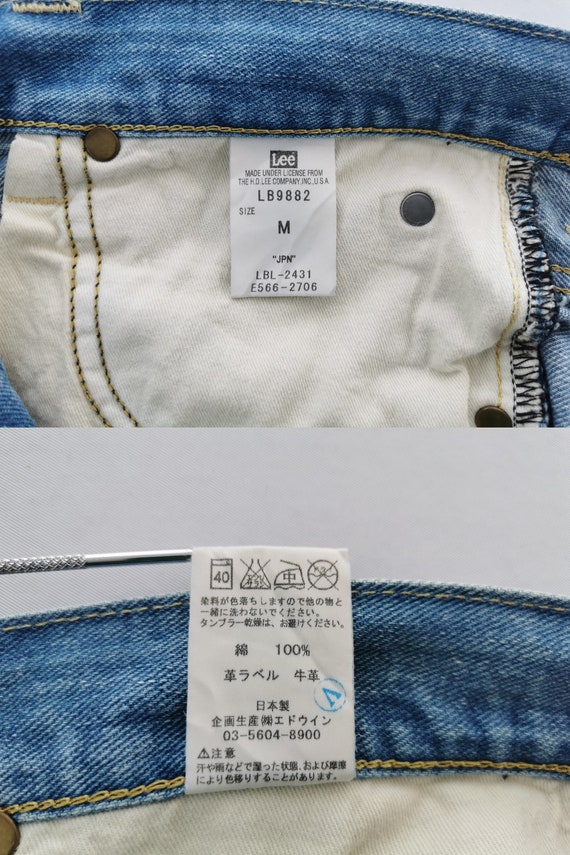 Lee
MADE UNDER LICENSE FROM
THE H.D.LEE COMPANY,INC.,U.S.A.
LB9882
SIZE
M
"JPN"
LBL-2431
E566-2706
40 中
染料が色落ちしますので他の物と
一緒に洗わないでください。
タンブラー乾燥は、お避けください。
綿 100%
革ラベル 牛革
日本製
企画生産㈱エドウイン
03-5604-8900
⚠注意
汗や雨などで湿った状態、および摩擦
により色移りすることがあります。